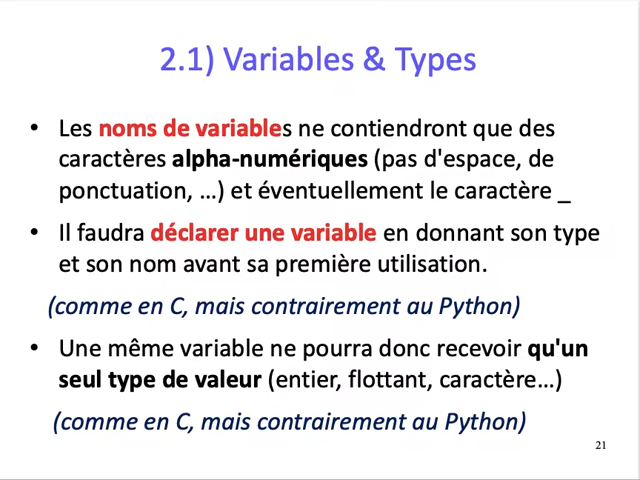 2.1) Variables & Types
• Les noms de variables ne contiendront que des
caractères alpha-numériques (pas d'espace, de
ponctuation, ...) et éventuellement le caractère _
• Il faudra déclarer une variable en donnant son type
et son nom avant sa première utilisation.
(comme en C, mais contrairement au Python)
• Une même variable ne pourra donc recevoir qu'un
seul type de valeur (entier, flottant, caractère...)
(comme en C, mais contrairement au Python)
21